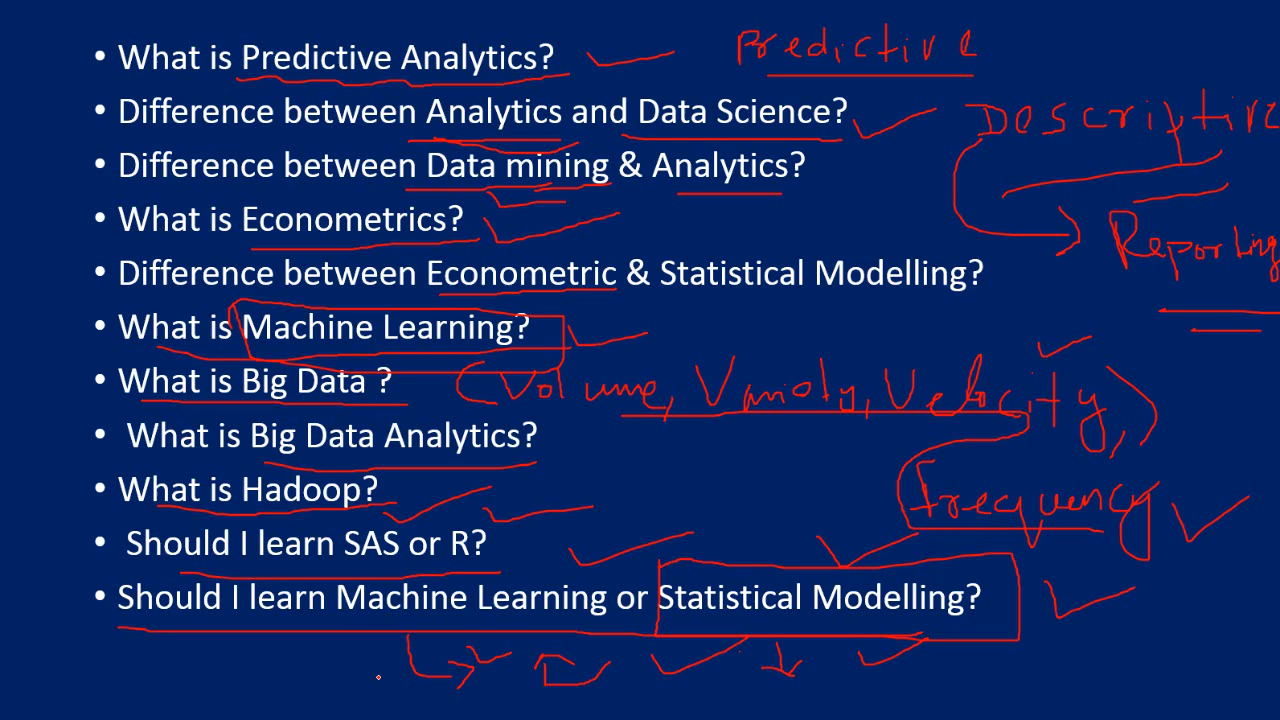 • What is Predictive Analytics?
Predictive
• Difference between Analytics and Data Science?
Descriptive
• Difference between Data mining & Analytics?
• What is Econometrics?
Reporting
• Difference between Econometric & Statistical Modelling?
• What is Machine Learning?
• What is Big Data ?
(Volume, Variety, Velocity,)
• What is Big Data Analytics?
• What is Hadoop?
frequency
• Should I learn SAS or R?
• Should I learn Machine Learning or Statistical Modelling?